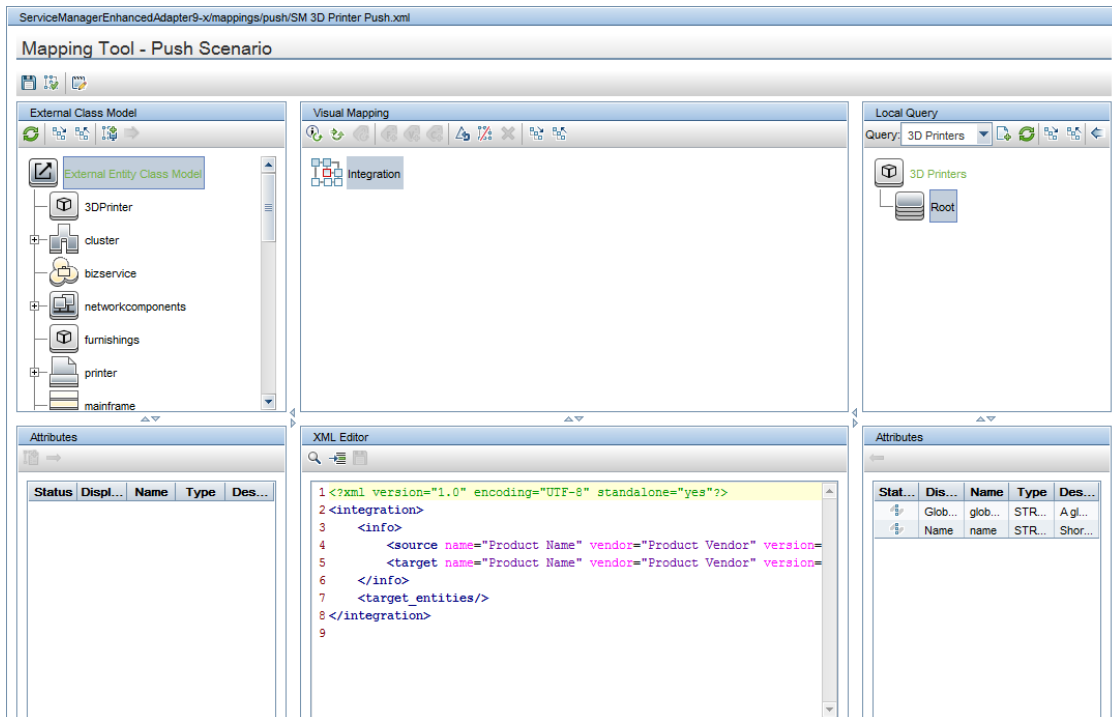 ServiceManagerEnhancedAdapter9-x/mappings/push/SM 3D Printer Push.xml
Mapping Tool - Push Scenario
External Class Model
External Entity Class Model
3DPrinter
cluster
bizservice
networkcomponents
furnishings
printer
mainframe
Visual Mapping
Integration
Local Query
Query: 3D Printers
3D Printers
Root
Attributes
Status Displ... Name Type Des...
XML Editor
1 <?xml version="1.0" encoding="UTF-8" standalone="yes"?>
2 <integration>
3 <info>
4 <source name="Product Name" vendor="Product Vendor" version=
5 <target name="Product Name" vendor="Product Vendor" version=
6 </info>
7 <target_entities/>
8 </integration>
9
Attributes
Stat... Dis... Name Type Des...
Glob... glob... STR... A gl...
Name name STR... Shor...